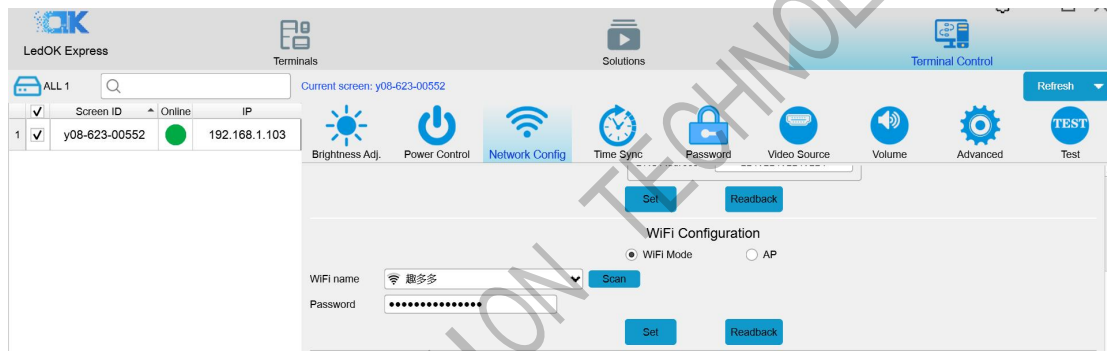 LedOK Express
Terminals
Solutions
Terminal Control
ALL 1
Current screen: y08-623-00552
Refresh
Screen ID Online IP
1 y08-623-00552 192.168.1.103
Brightness Adj. Power Control Network Config Time Sync Password Video Source Volume Advanced Test
TEST
Set Readback
WiFi Configuration
WiFi Mode AP
WiFi name 趣多多 Scan
Password ●●●●●●●●●●●●●●●
Set Readback